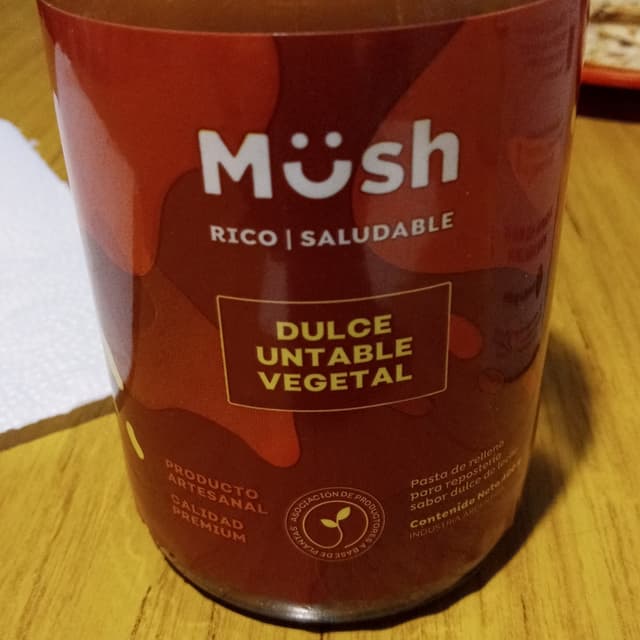 Müsh
RICO | SALUDABLE
DULCE
UNTABLE
VEGETAL
PRODUCTO
ARTESANAL
CALIDAD
PREMIUM
ASOCIACIÓN DE PRODUCTORES A BASE DE PLANTAS
Pasta de relleno
para repostería
sabor dulce de
Contenido Neto
INDUSTRIA